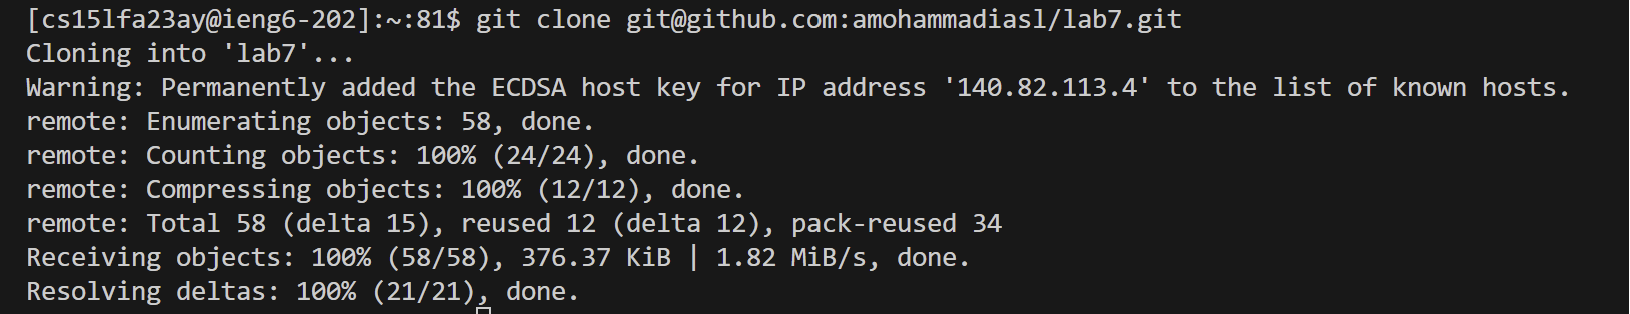 [cs15lfa23ay@ieng6-202]:~:81$ git clone git@github.com:amohammadiasl/lab7.git
Cloning into 'lab7'...
Warning: Permanently added the ECDSA host key for IP address '140.82.113.4' to the list of known hosts.
remote: Enumerating objects: 58, done.
remote: Counting objects: 100% (24/24), done.
remote: Compressing objects: 100% (12/12), done.
remote: Total 58 (delta 15), reused 12 (delta 12), pack-reused 34
Receiving objects: 100% (58/58), 376.37 KiB | 1.82 MiB/s, done.
Resolving deltas: 100% (21/21), done.